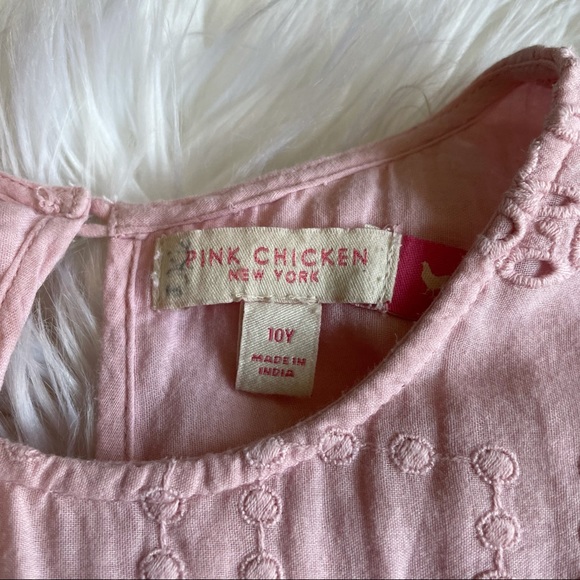 PINK CHICKEN
NEW YORK
10Y
MADE IN
INDIA